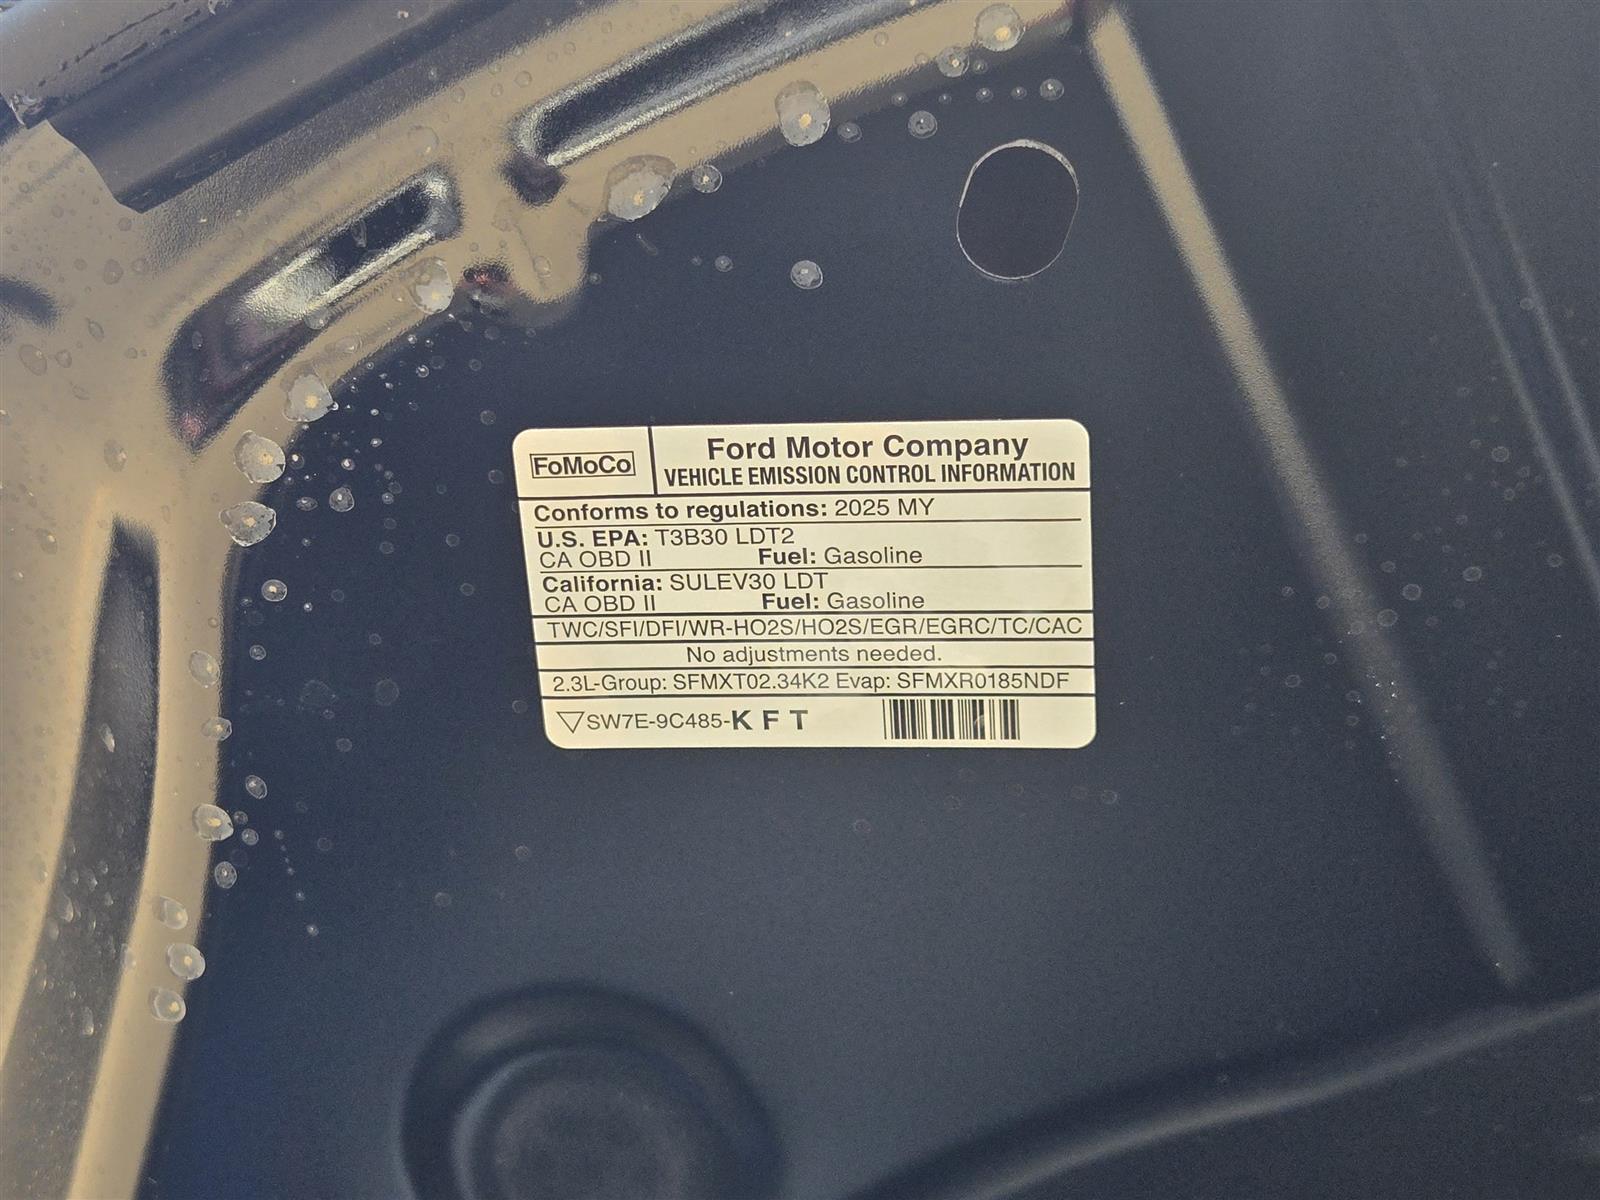 FoMoCo
Ford Motor Company
VEHICLE EMISSION CONTROL INFORMATION
Conforms to regulations: 2025 MY
U.S. EPA: T3B30 LDT2
CA OBD II Fuel: Gasoline
California: SULEV30 LDT
CA OBD II Fuel: Gasoline
TWC/SFI/DFI/WR-HO2S/HO2S/EGR/EGRC/TC/CAC
No adjustments needed.
2.3L-Group: SFMXT02.34K2 Evap: SFMXR0185NDF
SW7E-9C485-K F T